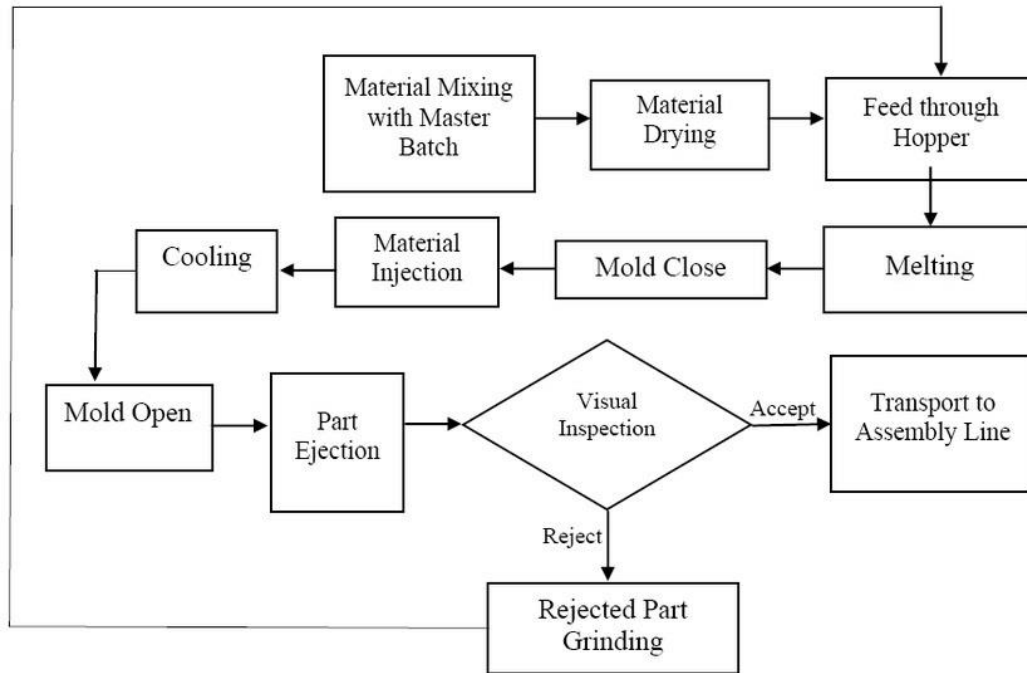 Material Mixing
with Master
Batch
Material
Drying
Feed through
Hopper
Melting
Mold Close
Material
Injection
Cooling
Mold Open
Part
Ejection
Visual
Inspection
Accept
Transport to
Assembly Line
Reject
Rejected Part
Grinding